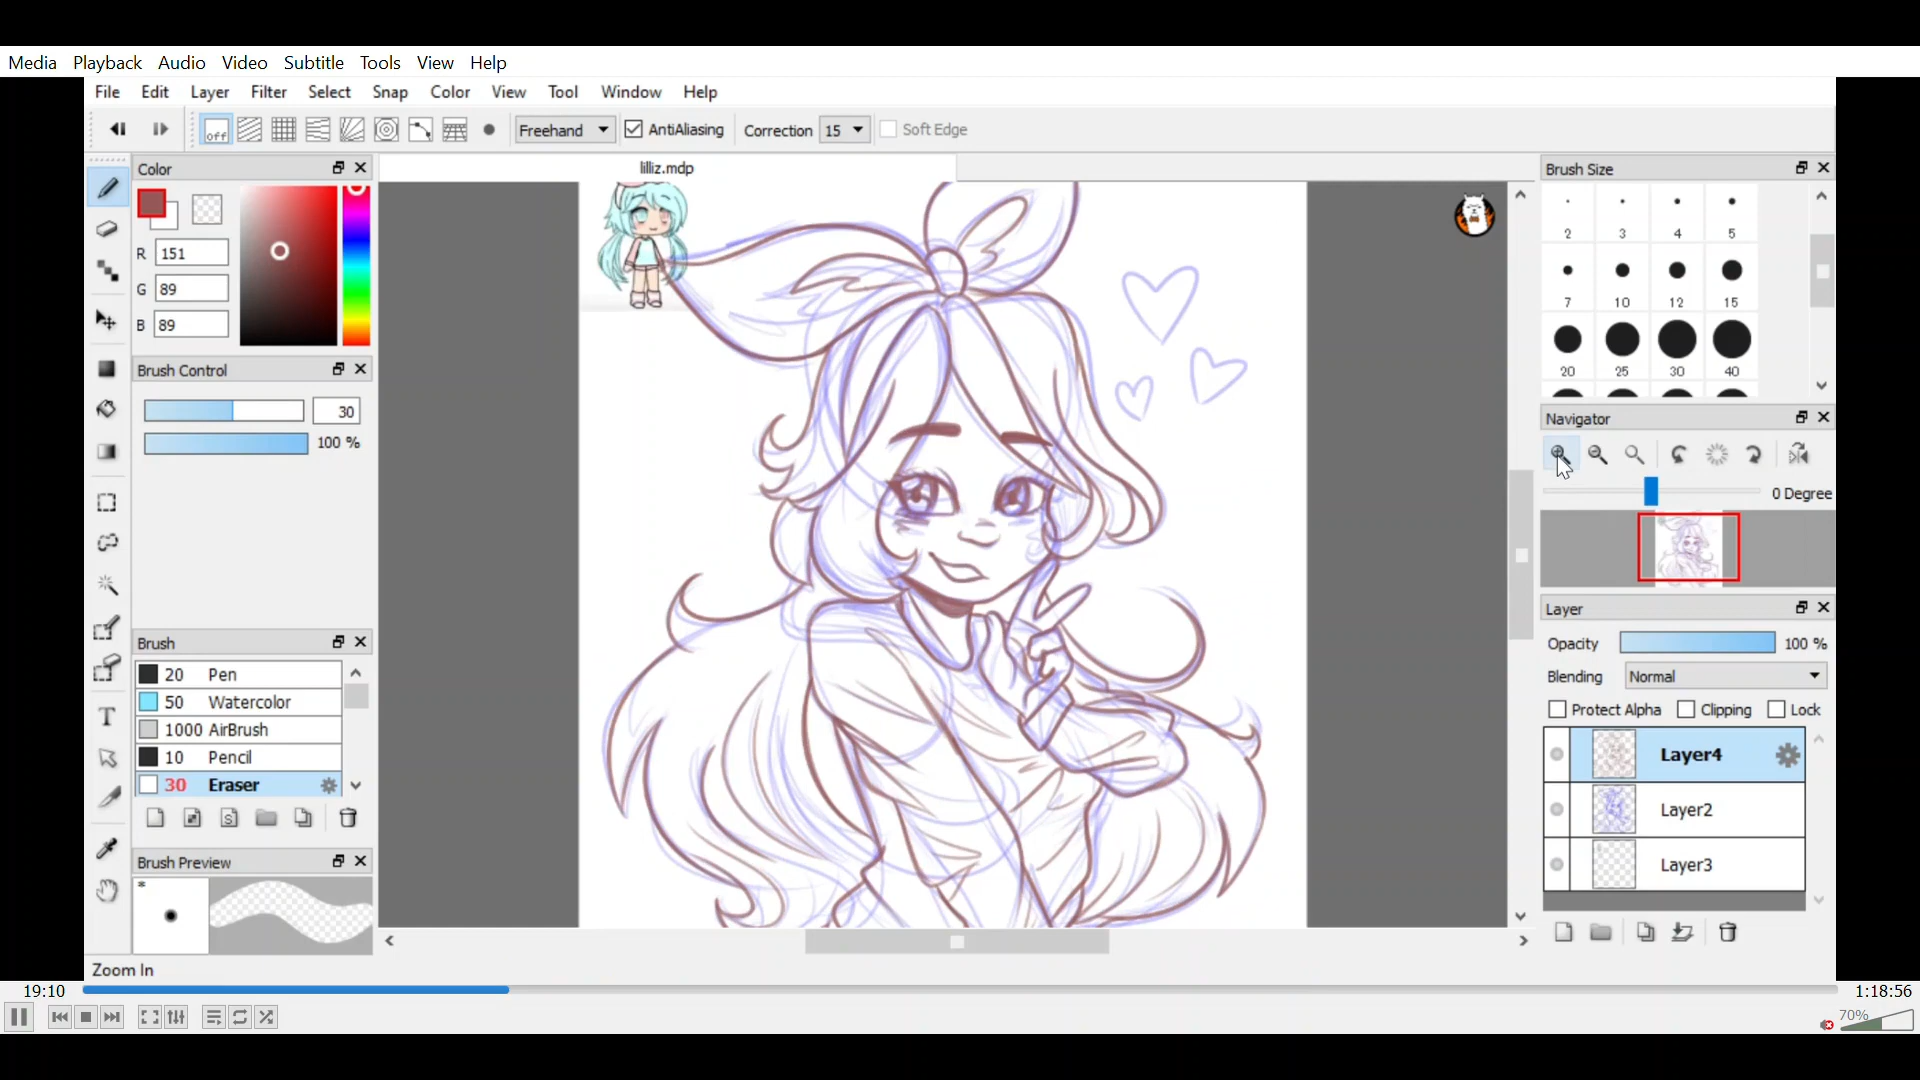 Media Playback Audio Video Subtitle Tools View Help
File Edit Layer Filter Select Snap Color View Tool Window Help
off Freehand AntiAliasing Correction 15 Soft Edge
Color
lilliz.mdp
Brush Size
R 151
G 89
B 89
2 3 4 5
7 10 12 15
20 25 30 40
Brush Control
30
100 %
Navigator
0 Degree
Layer
Opacity 100 %
Blending Normal
Protect Alpha Clipping Lock
Layer4
Layer2
Layer3
Brush
20 Pen
50 Watercolor
1000 AirBrush
10 Pencil
30 Eraser
S
T
Brush Preview
*
Zoom In
19:10
1:18:56
70%